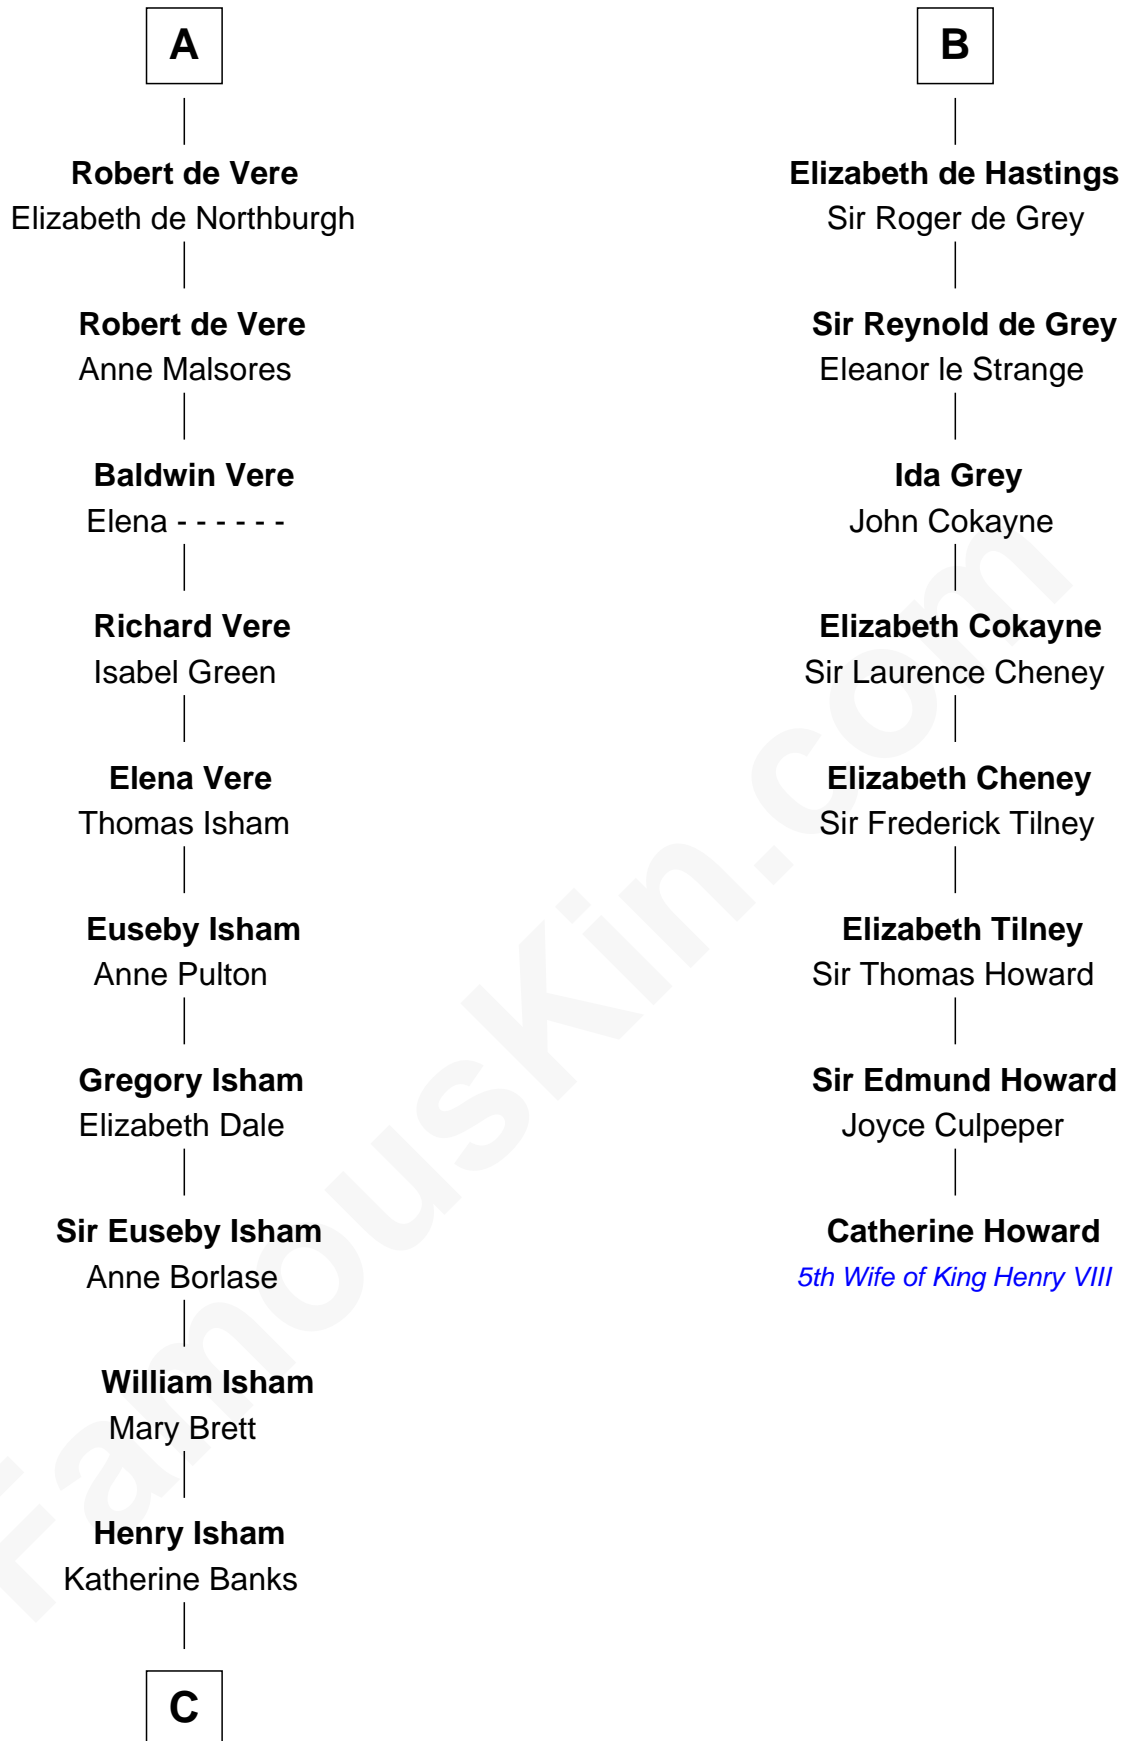 A
Robert de Vere
Elizabeth de Northburgh
Robert de Vere
Anne Malsores
Baldwin Vere
Elena - - - - - -
Richard Vere
Isabel Green
Elena Vere
Thomas Isham
Euseby Isham
Anne Pulton
Gregory Isham
Elizabeth Dale
Sir Euseby Isham
Anne Borlase
William Isham
Mary Brett
Henry Isham
Katherine Banks
C
B
Elizabeth de Hastings
Sir Roger de Grey
Sir Reynold de Grey
Eleanor le Strange
Ida Grey
John Cokayne
Elizabeth Cokayne
Sir Laurence Cheney
Elizabeth Cheney
Sir Frederick Tilney
Elizabeth Tilney
Sir Thomas Howard
Sir Edmund Howard
Joyce Culpeper
Catherine Howard
5th Wife of King Henry VIII
FamousKin.com